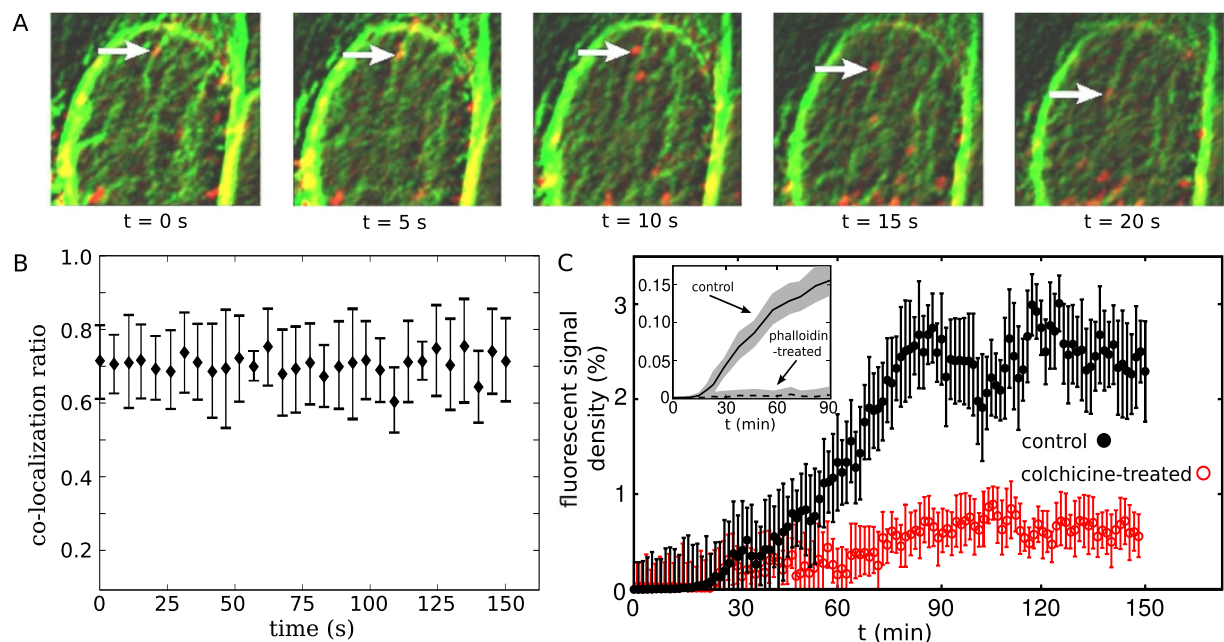 A
t = 0 s
t = 5 s
t = 10 s
t = 15 s
t = 20 s
B
co-localization ratio
1.0
0.8
0.6
0.4
0.2
0
25
50
75
100
125
150
time (s)
C
fluorescent signal
density (%)
3
2
1
0
0
30
60
90
120
150
t (min)
control
colchicine-treated
0.15
0.10
0.05
0
0
30
60
90
t (min)
control
phalloidin
-treated